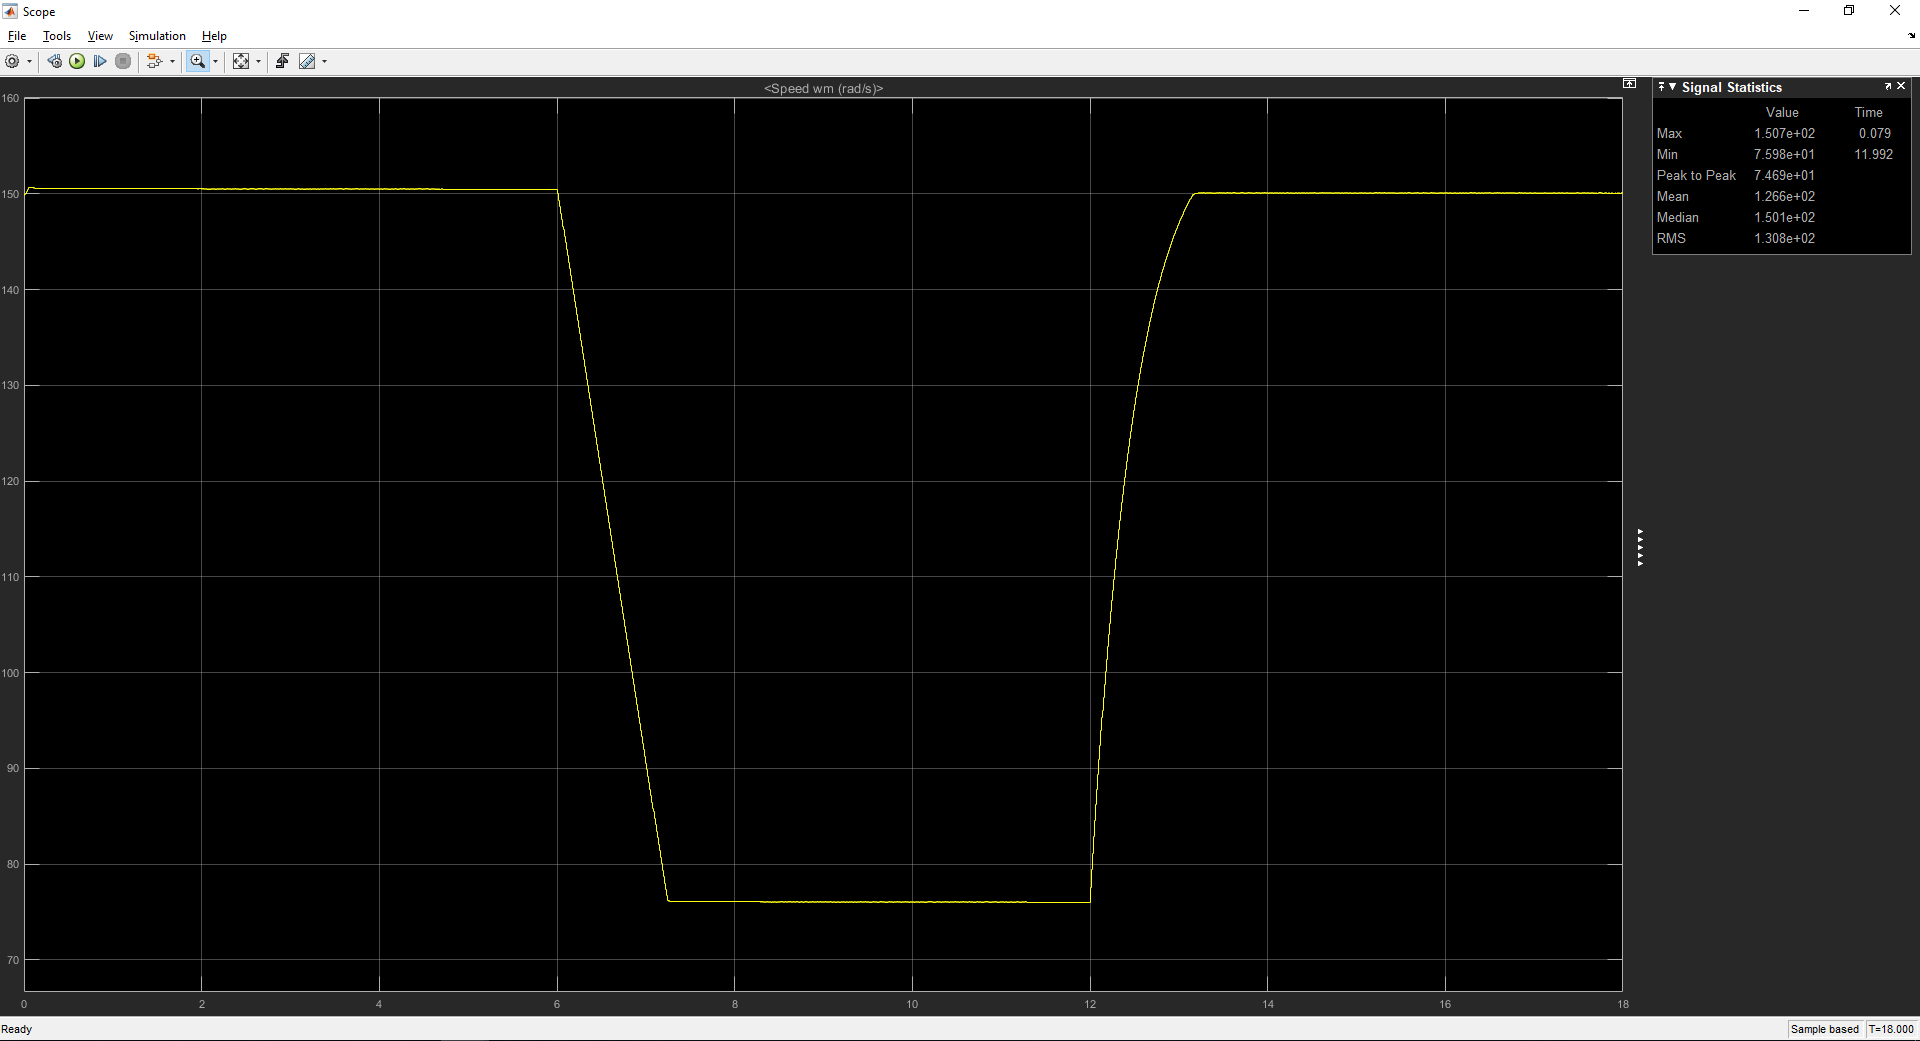 Scope
File Tools View Simulation Help
<Speed wm (rad/s)>
160
150
140
130
120
110
100
90
80
70
0 2 4 6 8 10 12 14 16 18
Signal Statistics
Value Time
Max 1.507e+02 0.079
Min 7.598e+01 11.992
Peak to Peak 7.469e+01
Mean 1.266e+02
Median 1.501e+02
RMS 1.308e+02
Ready Sample based T=18.000